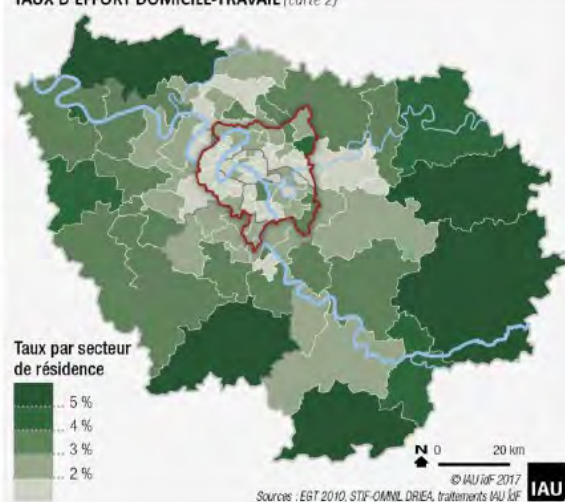 TAUX D'EFFORT DOMICILE-TRAVAIL (carte 2)
Taux par secteur
de résidence
5 %
4 %
3 %
2 %
N 0 20 km
© IAU îdF 2017
Sources : EGT 2010, STIF-OMNIL DRIEA, traitements IAU îdF
IAU